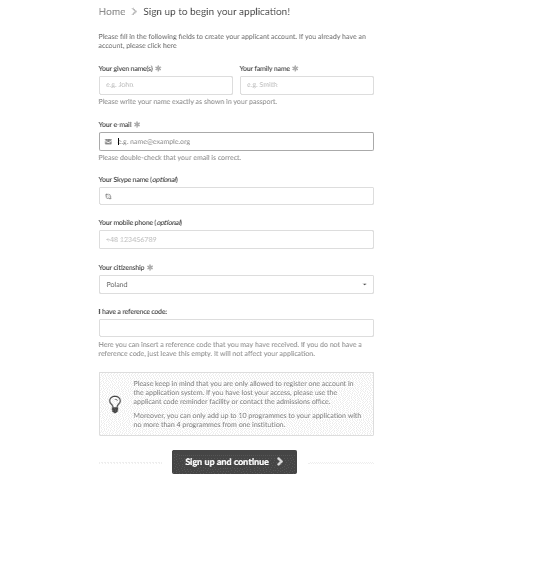 Home > Sign up to begin your application!
Please fill in the following fields to create your applicant account. If you already have an
account, please click here
Your given name(s) ✻ Your family name ✻
e.g. John e.g. Smith
Please write your name exactly as shown in your passport.
Your e-mail ✻
e.g. name@example.org
Please double-check that your email is correct.
Your Skype name (optional)
Your mobile phone (optional)
+48 123456789
Your citizenship ✻
Poland
I have a reference code:
Here you can insert a reference code that you may have received. If you do not have a
reference code, just leave this empty. It will not affect your application.
Please keep in mind that you are only allowed to register one account in
the application system. If you have lost your access, please use the
applicant code reminder facility or contact the admissions office.
Moreover, you can only add up to 10 programmes to your application with
no more than 4 programmes from one institution.
Sign up and continue >